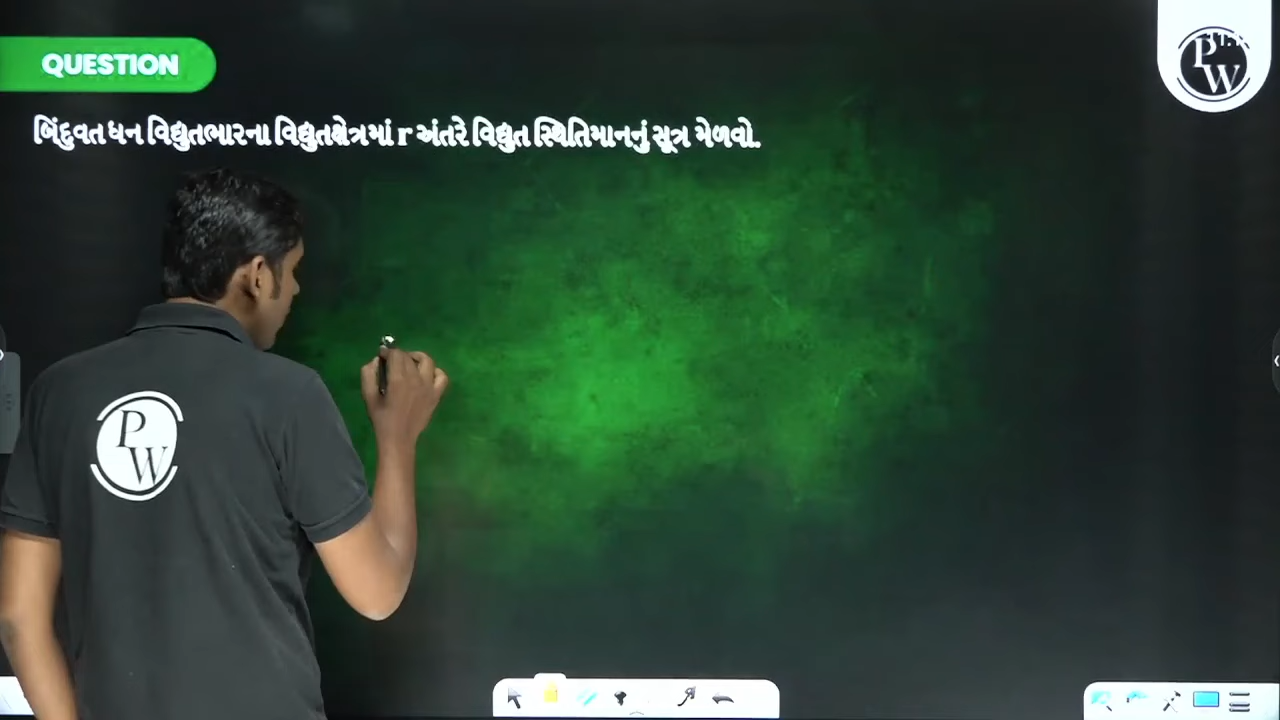 QUESTION
બિંદુવત ધન વિદ્યુતભારના વિદ્યુતક્ષેત્રમાં r અંતરે વિદ્યુત સ્થિતિમાનનું સૂત્ર મેળવો.
PW
PW